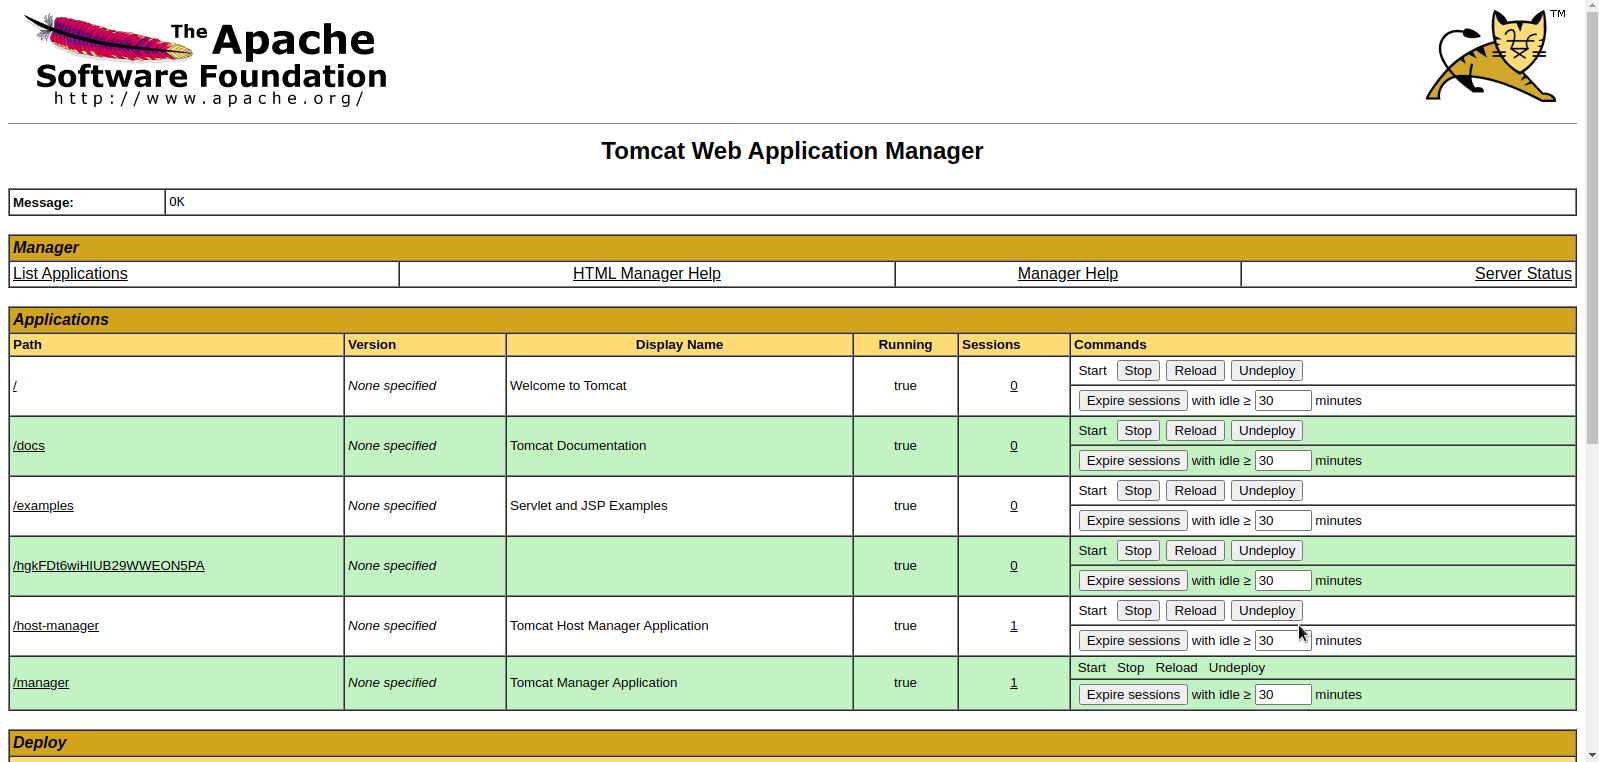 The Apache
Software Foundation
http://www.apache.org/
TM
Tomcat Web Application Manager
Message: OK
Manager
List Applications HTML Manager Help Manager Help Server Status
Applications
Path Version Display Name Running Sessions Commands
/ None specified Welcome to Tomcat true 0 Start Stop Reload Undeploy
Expire sessions with idle ≥ 30 minutes
/docs None specified Tomcat Documentation true 0 Start Stop Reload Undeploy
Expire sessions with idle ≥ 30 minutes
/examples None specified Servlet and JSP Examples true 0 Start Stop Reload Undeploy
Expire sessions with idle ≥ 30 minutes
/hgkFDt6wiHIUB29WWEON5PA None specified true 0 Start Stop Reload Undeploy
Expire sessions with idle ≥ 30 minutes
/host-manager None specified Tomcat Host Manager Application true 1 Start Stop Reload Undeploy
Expire sessions with idle ≥ 30 minutes
/manager None specified Tomcat Manager Application true 1 Start Stop Reload Undeploy
Expire sessions with idle ≥ 30 minutes
Deploy